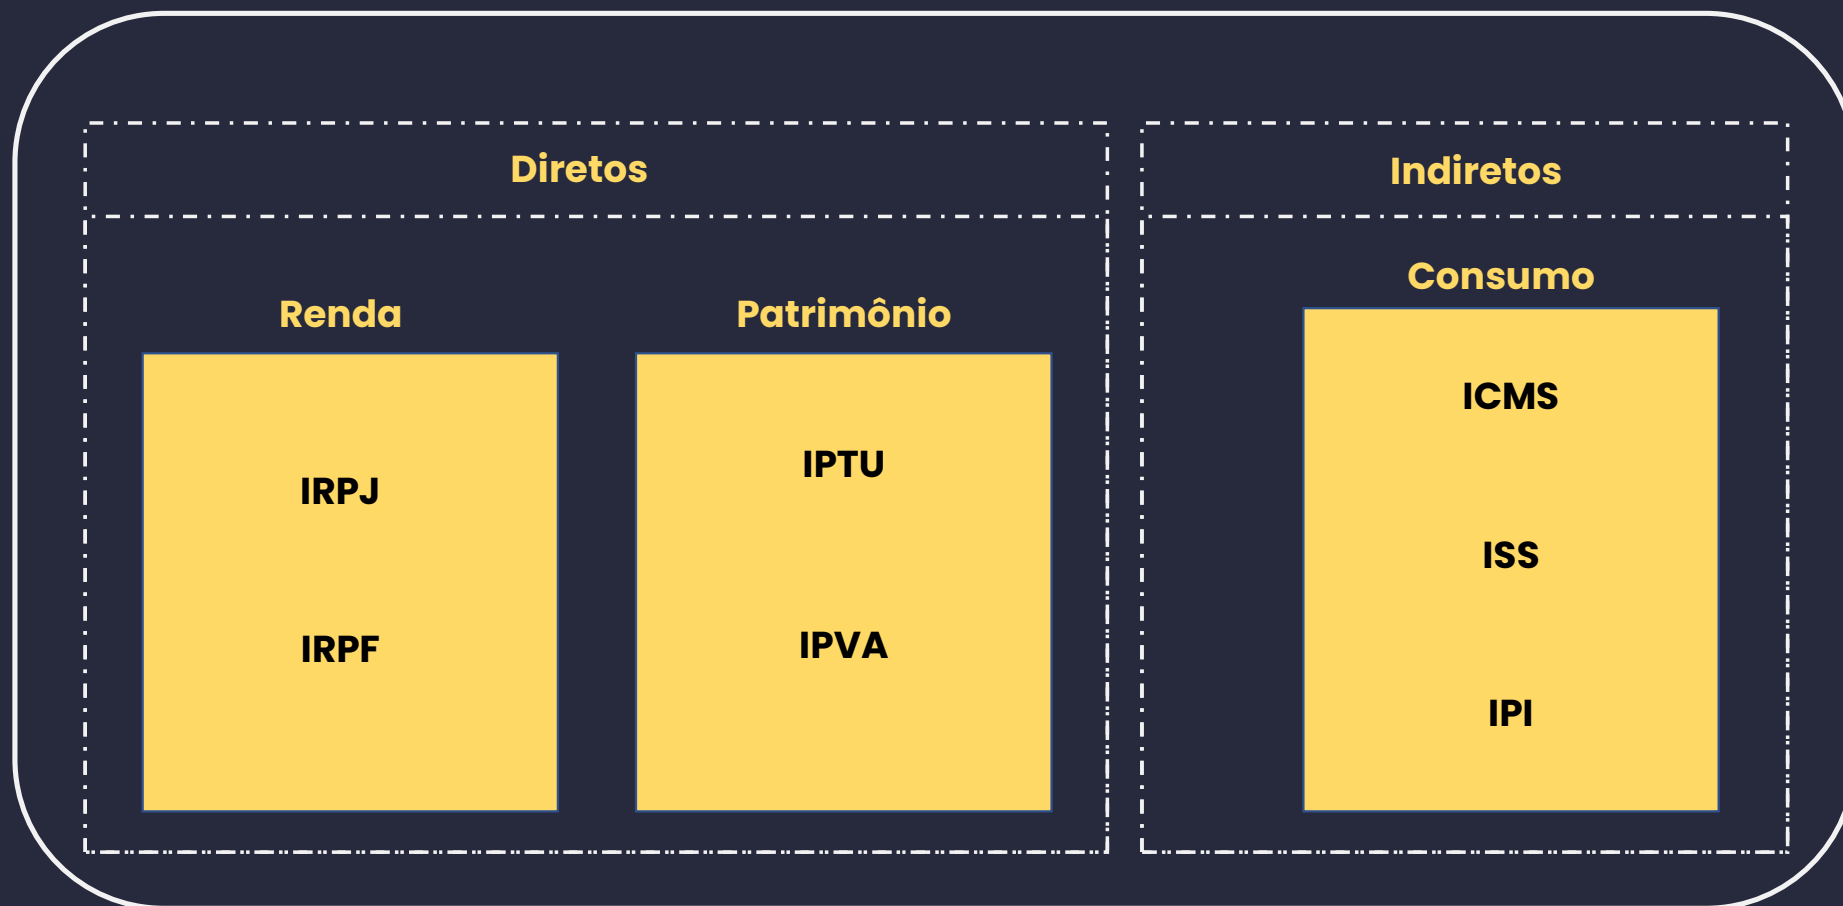 Diretos
Renda
IRPJ
IRPF
Patrimônio
IPTU
IPVA
Indiretos
Consumo
ICMS
ISS
IPI